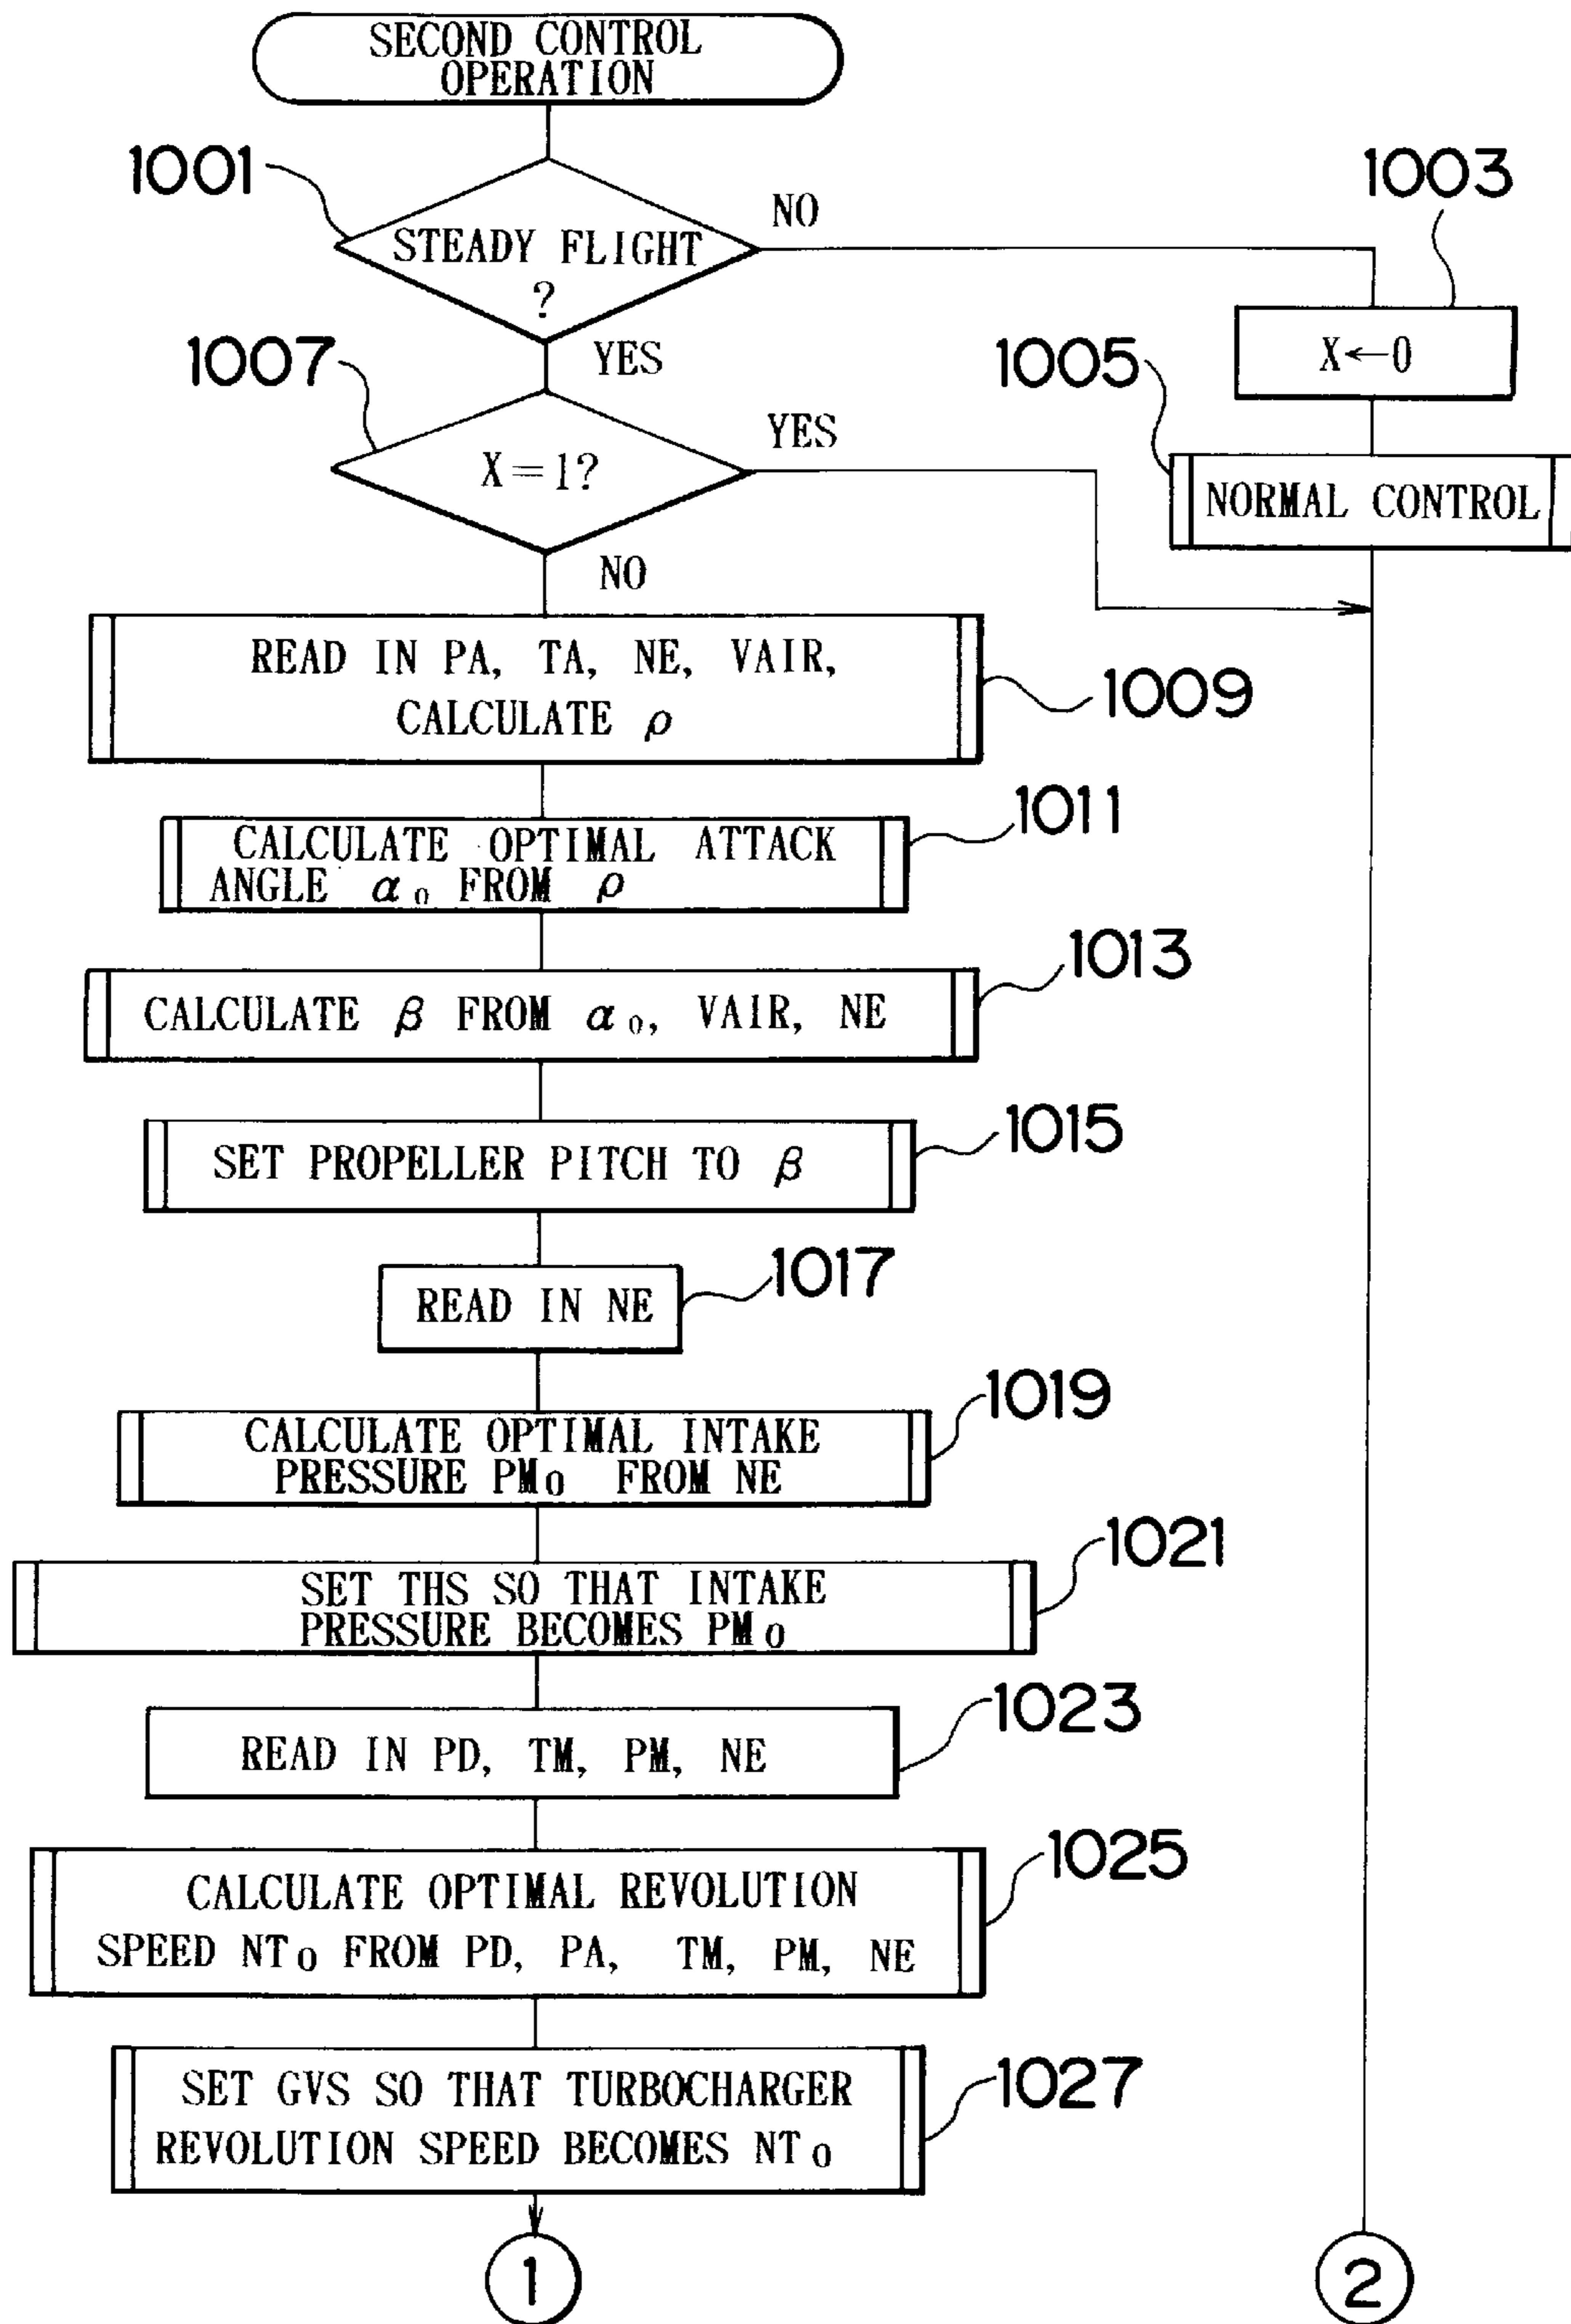 SECOND CONTROL
OPERATION
1001
NO
1003
STEADY FLIGHT
?
1007
YES
1005
X←0
YES
X=1?
NORMAL CONTROL
NO
READ IN PA, TA, NE, VAIR,
CALCULATE ρ
1009
1011
CALCULATE OPTIMAL ATTACK
ANGLE α₀ FROM ρ
1013
CALCULATE β FROM α₀, VAIR, NE
1015
SET PROPELLER PITCH TO β
1017
READ IN NE
1019
CALCULATE OPTIMAL INTAKE
PRESSURE PM₀ FROM NE
1021
SET THS SO THAT INTAKE
PRESSURE BECOMES PM₀
1023
READ IN PD, TM, PM, NE
1025
CALCULATE OPTIMAL REVOLUTION
SPEED NT₀ FROM PD, PA, TM, PM, NE
1027
SET GVS SO THAT TURBOCHARGER
REVOLUTION SPEED BECOMES NT₀
1
2